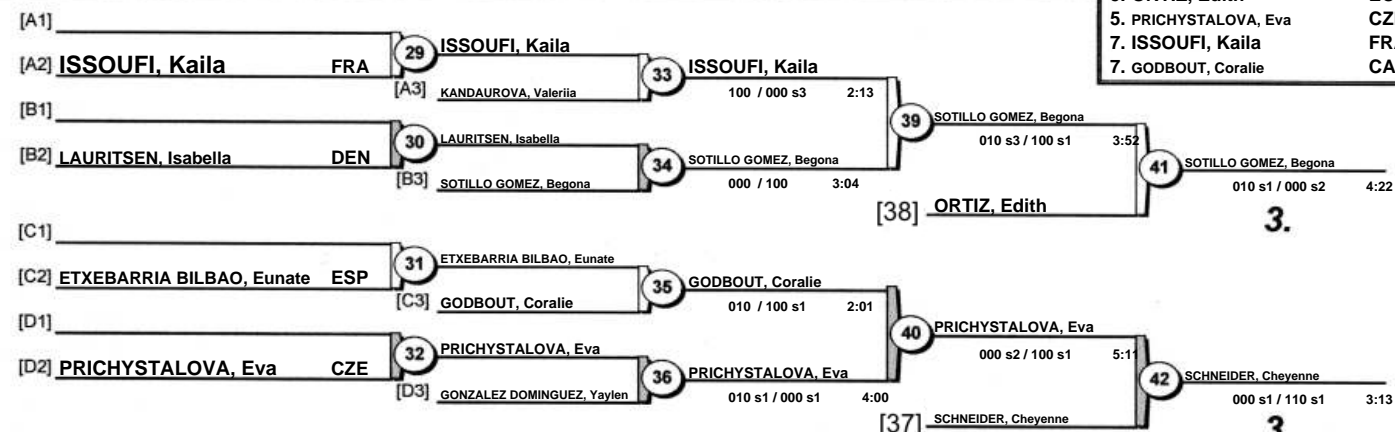 5. PRICHYSTALOVA, Eva
7. ISSOUFI, Kaila
7. GODBOUT, Coralie
[A1]
[A2] ISSOUFI, Kaila FRA
29
ISSOUFI, Kaila
[A3] KANDAUROVA, Valeriia
33
ISSOUFI, Kaila
100 / 000 s3 2:13
[B1]
[B2] LAURITSEN, Isabella DEN
30
LAURITSEN, Isabella
[B3] SOTILLO GOMEZ, Begona
34
SOTILLO GOMEZ, Begona
000 / 100 3:04
39
SOTILLO GOMEZ, Begona
010 s3 / 100 s1 3:52
[38] ORTIZ, Edith
41
SOTILLO GOMEZ, Begona
010 s1 / 000 s2 4:22
3.
[C1]
[C2] ETXEBARRIA BILBAO, Eunate ESP
31
ETXEBARRIA BILBAO, Eunate
[C3] GODBOUT, Coralie
35
GODBOUT, Coralie
010 / 100 s1 2:01
[D1]
[D2] PRICHYSTALOVA, Eva CZE
32
PRICHYSTALOVA, Eva
[D3] GONZALEZ DOMINGUEZ, Yaylen
36
PRICHYSTALOVA, Eva
010 s1 / 000 s1 4:00
40
PRICHYSTALOVA, Eva
000 s2 / 100 s1 5:11
[37] SCHNEIDER, Cheyenne
42
SCHNEIDER, Cheyenne
000 s1 / 110 s1 3:13
3.